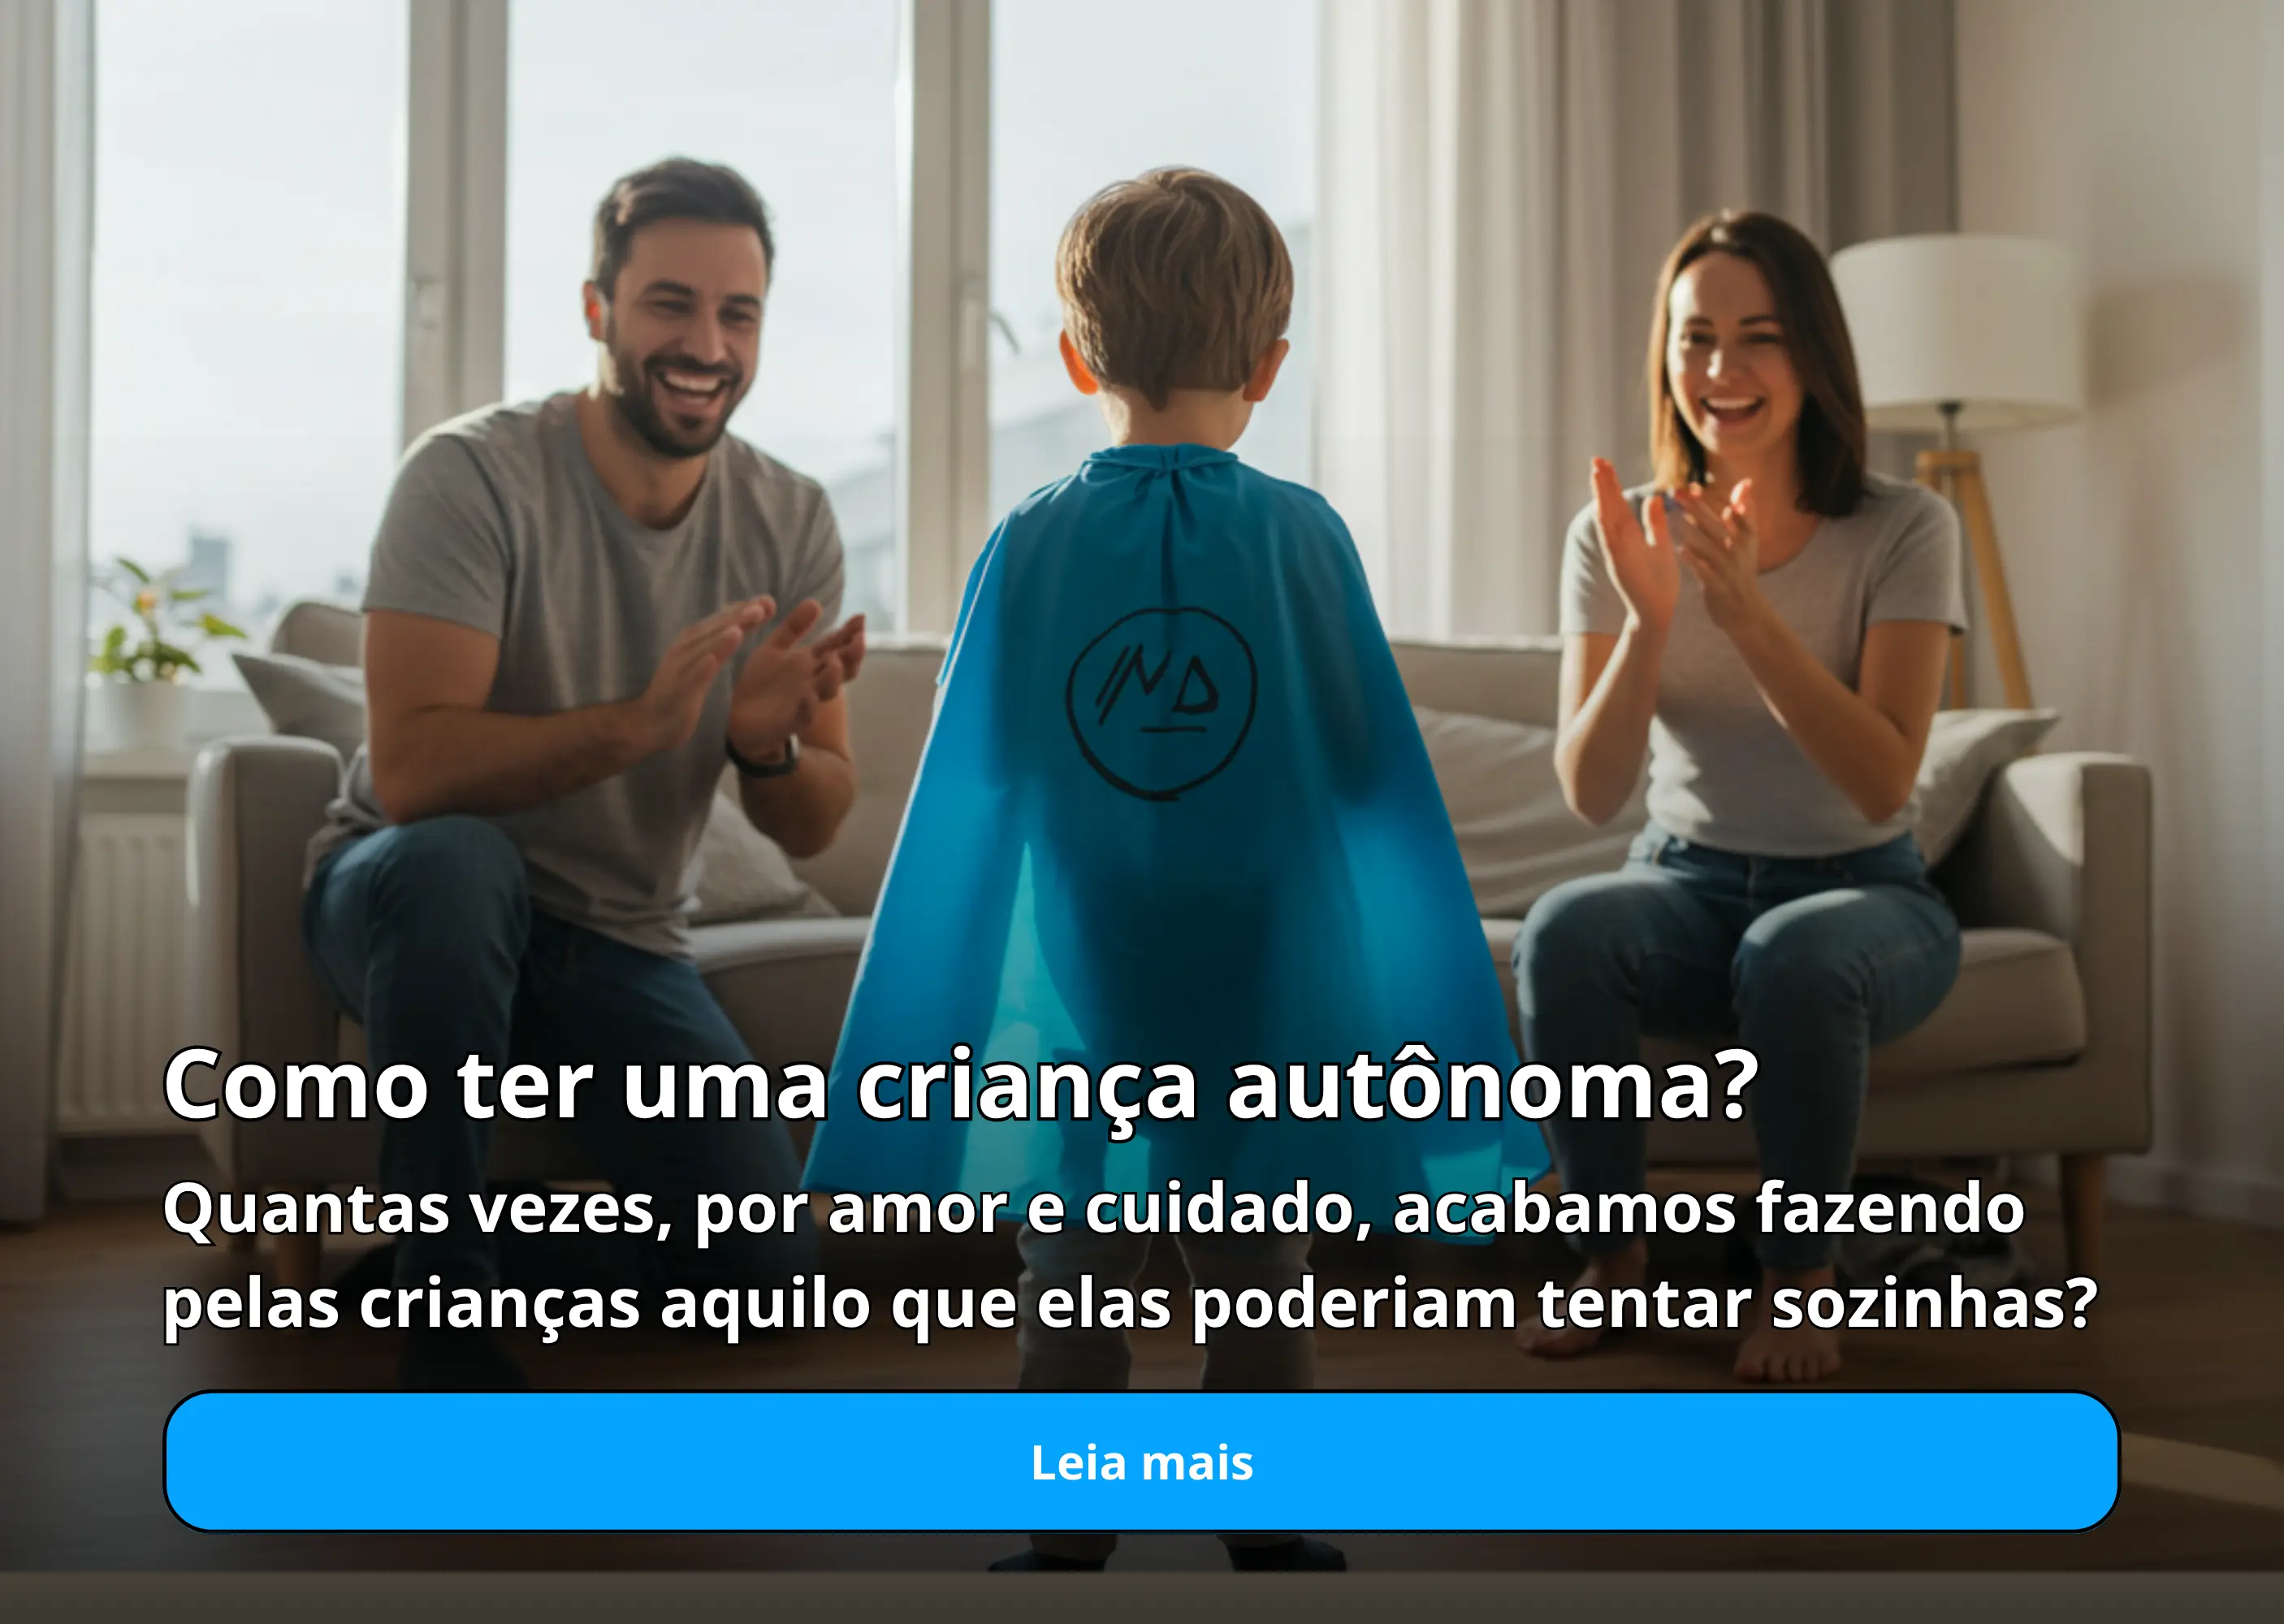 IND
Como ter uma criança autônoma?
Quantas vezes, por amor e cuidado, acabamos fazendo
pelas crianças aquilo que elas poderiam tentar sozinhas?
Leia mais